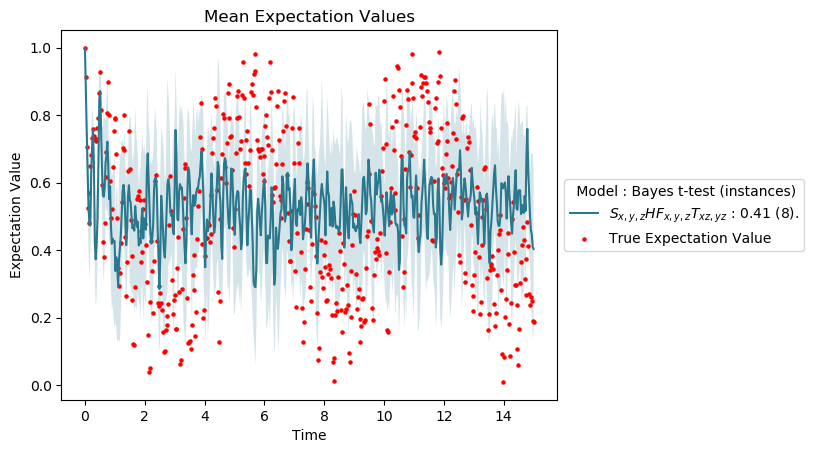 Mean Expectation Values
Expectation Value
1.0
0.8
0.6
0.4
0.2
0.0
0 2 4 6 8 10 12 14
Time
Model : Bayes t-test (instances)
$S_{x,y,z}HF_{x,y,z}T_{xz,yz}$ : 0.41 (8).
True Expectation Value